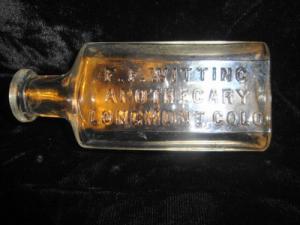 F. F. WITTING
APOTHECARY
LONGMONT, COLO